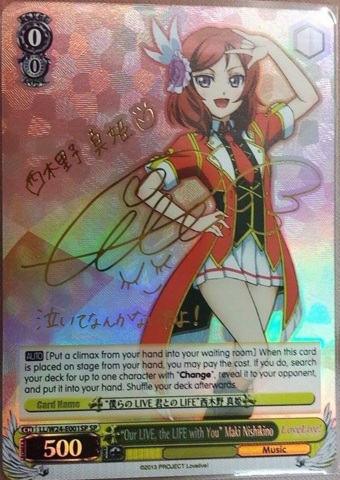 0
0
西木野 真姫
泣いてなんかないよ!
AUTO [Put a climax from your hand into your waiting room] When this card
is placed on stage from your hand, you may pay the cost. If you do, search
your deck for up to one character with "Change", reveal it to your opponent,
and put it into your hand. Shuffle your deck afterwards.
Card Name "僕らのLIVE 君とのLIFE"西木野 真姫
CH LL/W24-E001SP SP
"Our LIVE, the LIFE with You" Maki Nishikino LoveLive!
500
Music
©2013 PROJECT Lovelive!